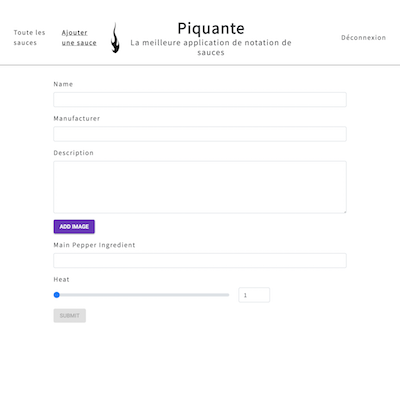 Toutes les
sauces
Ajouter
une sauce
Piquante
La meilleure application de notation de
sauces
Déconnexion
Name
Manufacturer
Description
ADD IMAGE
Main Pepper Ingredient
Heat
1
SUBMIT